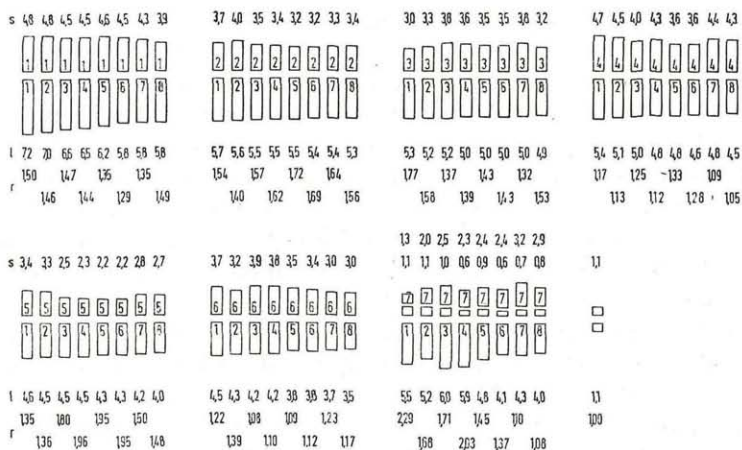 s 4,8 4,8 4,5 4,5 4,6 4,5 4,3 3,9 3,7 4,0 3,5 3,4 3,2 3,2 3,3 3,4 3,0 3,3 3,8 3,6 3,5 3,5 3,8 3,2 4,7 4,5 4,0 4,3 3,6 3,6 4,4 4,3
1 1 1 1 1 1 1 1 2 2 2 2 2 2 2 2 3 3 3 3 3 3 3 3 4 4 4 4 4 4 4 4
1 2 3 4 5 6 7 8 1 2 3 4 5 6 7 8 1 2 3 4 5 6 7 8 1 2 3 4 5 6 7 8
l 7,2 7,0 6,6 6,5 6,2 5,8 5,8 5,8 5,7 5,6 5,5 5,5 5,5 5,4 5,4 5,3 5,3 5,2 5,2 5,0 5,0 5,0 5,0 4,9 5,4 5,1 5,0 4,8 4,8 4,6 4,8 4,5
1,50 1,47 1,35 1,35 1,54 1,57 1,72 1,64 1,77 1,37 1,43 1,32 1,17 1,25 1,33 1,09
r 1,46 1,44 1,29 1,49 1,40 1,62 1,69 1,56 1,58 1,39 1,43 1,53 1,13 1,12 1,28 1,05
1,3 2,0 2,5 2,3 2,4 2,4 3,2 2,9
s 3,4 3,3 2,5 2,3 2,2 2,2 2,8 2,7 3,7 3,2 3,9 3,8 3,5 3,4 3,0 3,0 1,1 1,1 1,0 0,6 0,9 0,6 0,7 0,8 1,1
5 5 5 5 5 5 5 5 6 6 6 6 6 6 6 6 7 7 7 7 7 7 7 7
1 2 3 4 5 6 7 8 1 2 3 4 5 6 7 8 1 2 3 4 5 6 7 8
l 4,6 4,5 4,5 4,5 4,3 4,3 4,2 4,0 4,5 4,3 4,2 4,2 3,8 3,8 3,7 3,5 5,5 5,2 6,0 5,9 4,8 4,1 4,3 4,0 1,1
1,35 1,80 1,95 1,50 1,22 1,08 1,09 1,23 2,29 1,71 1,45 1,10 1,00
r 1,36 1,96 1,95 1,48 1,39 1,10 1,12 1,17 1,68 2,03 1,37 1,08